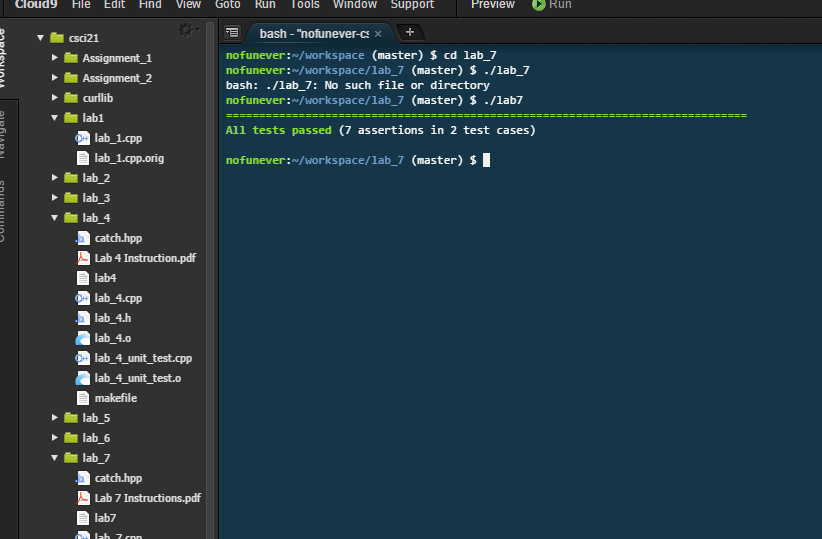 Cloud9 File Edit Find View Goto Run Tools Window Support Preview Run
Workspace
Navigate
Commands
csci21
Assignment_1
Assignment_2
curllib
lab1
lab_1.cpp
lab_1.cpp.orig
lab_2
lab_3
lab_4
catch.hpp
Lab 4 Instruction.pdf
lab4
lab_4.cpp
lab_4.h
lab_4.o
lab_4_unit_test.cpp
lab_4_unit_test.o
makefile
lab_5
lab_6
lab_7
catch.hpp
Lab 7 Instructions.pdf
lab7
lab_7.cpp
bash - "nofunever-cs
nofunever:~/workspace (master) $ cd lab_7
nofunever:~/workspace/lab_7 (master) $ ./lab_7
bash: ./lab_7: No such file or directory
nofunever:~/workspace/lab_7 (master) $ ./lab7
===============================================================================
All tests passed (7 assertions in 2 test cases)
nofunever:~/workspace/lab_7 (master) $